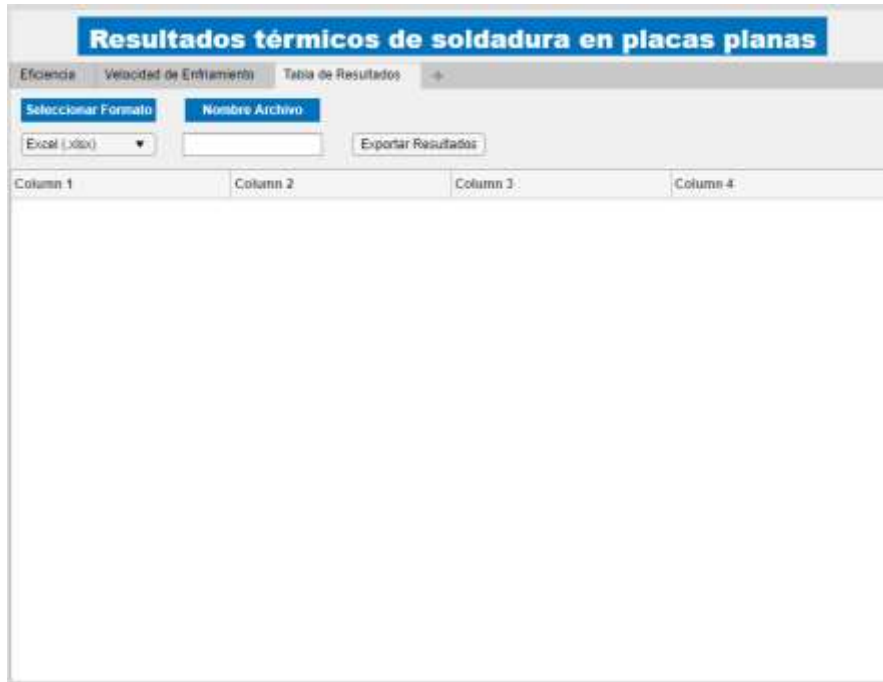 Resultados térmicos de soldadura en placas planas
Eficiencia Velocidad de Enfriamiento Tabla de Resultados +
Seleccionar Formato Nombre Archivo
Excel (.xlsx) ▼ Exportar Resultados
Column 1 Column 2 Column 3 Column 4